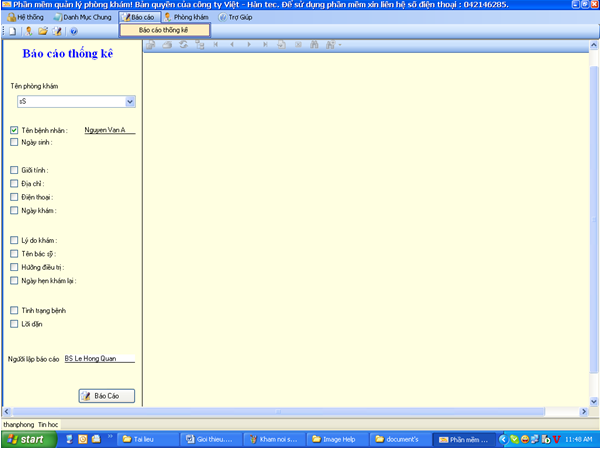 Phần mềm quản lý phòng khám! Bản quyền của công ty Việt - Hàn tec. Để sử dụng phần mềm xin liên hệ số điện thoại : 042146285.
Hệ thống Danh Mục Chung Báo cáo Phòng khám Trợ Giúp
Báo cáo thống kê
Báo cáo thống kê
Tên phòng khám
sS
Tên bệnh nhân : Nguyen Van A
Ngày sinh :
Giới tính :
Địa chỉ :
Điện thoại :
Ngày khám :
Lý do khám :
Tên bác sỹ :
Hướng điều trị :
Ngày hẹn khám lại :
Tình trạng bệnh
Lời dặn
Người lập báo cáo BS Le Hong Quan
Báo Cáo
thanphong Tin hoc
start Tai lieu Gioi thieu.... Kham noi s... Image Help document's Phần mềm ... 11:48 AM